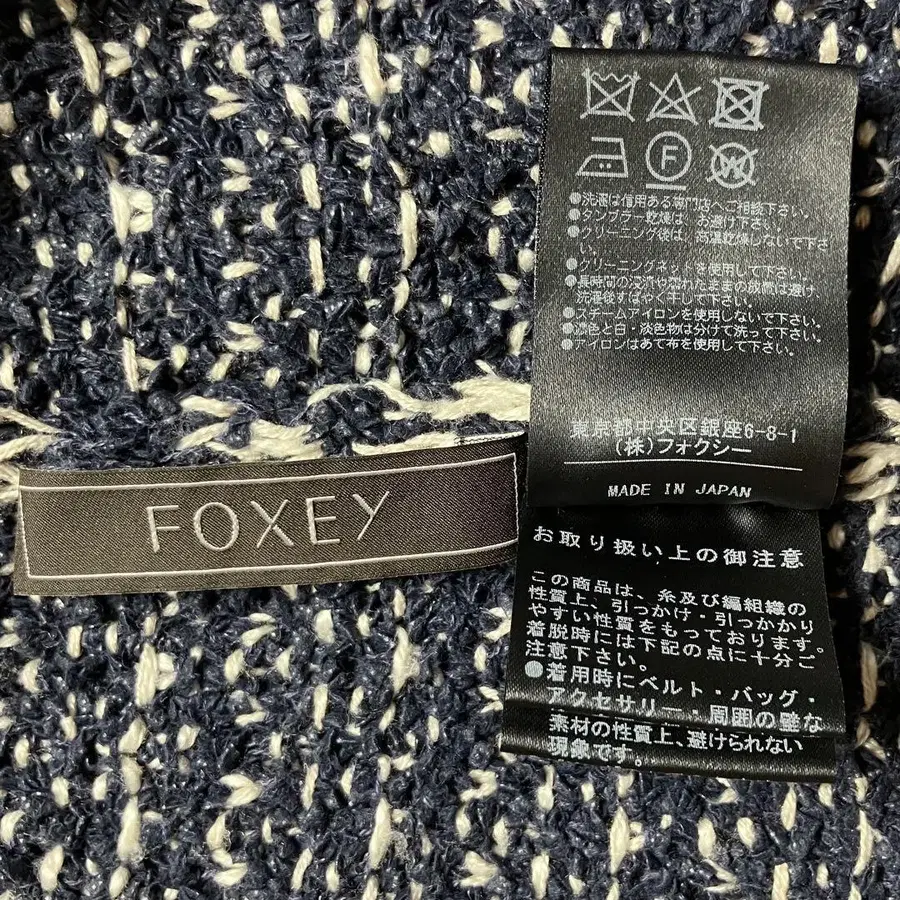 F
W
●洗濯は信用ある専門店へご相談下さい。
●タンブラー乾燥は、お避け下さい。
●クリーニング後は、高温乾燥しないで下さ
い。
●クリーニングネットを使用して下さい。
●長時間の浸漬や濡れたままの放置は避け、
洗濯後すばやく干して下さい。
●スチームアイロンを使用しないで下さい。
●濃色と白・淡色物は分けて洗って下さい。
●アイロンはあて布を使用して下さい。
東京都中央区銀座6-8-1
(株)フォクシー
MADE IN JAPAN
FOXEY
お取り扱い上の御注意
この商品は、糸及び編組織の
性質上、引っかけ・引っかかり
やすい性質をもっております。
着脱時には下記の点に十分ご
注意下さい。
●着用時にベルト・バッグ・
アクセサリー・周囲の壁な
素材の性質上、避けられない
現象です。